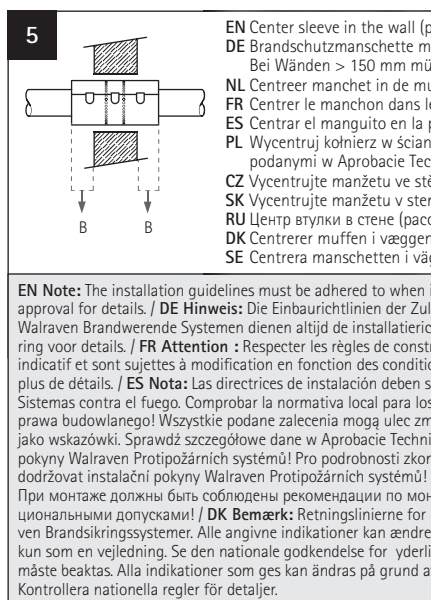 5
B B
EN Center sleeve in the wall (p
DE Brandschutzmanschette m
Bei Wänden > 150 mm mü
NL Centreer manchet in de mu
FR Centrer le manchon dans le
ES Centrar el manguito en la p
PL Wycentruj kołnierz w ścian
podanymi w Aprobacie Tec
CZ Vycentrujte manžetu ve stě
SK Vycentrujte manžetu v sten
RU Центр втулки в стене (расс
DK Centrerer muffen i væggen
SE Centrera manschetten i väg
EN Note: The installation guidelines must be adhered to when i
approval for details. / DE Hinweis: Die Einbaurichtlinien der Zul
Walraven Brandwerende Systemen dienen altijd de installatieric
ring voor details. / FR Attention : Respecter les règles de constr
indicatif et sont sujettes à modification en fonction des conditio
plus de détails. / ES Nota: Las directrices de instalación deben s
Sistemas contra el fuego. Comprobar la normativa local para los
prawa budowlanego! Wszystkie podane zalecenia mogą ulec zm
jako wskazówki. Sprawdź szczegółowe dane w Aprobacie Techni
pokyny Walraven Protipožárních systémů! Pro podrobnosti zkon
dodržovat instalační pokyny Walraven Protipožárních systémů!
При монтаже должны быть соблюдены рекомендации по мон
циональными допусками! / DK Bemærk: Retningslinierne for
ven Brandsikringssystemer. Alle angivne indikationer kan ændre
kun som en vejledning. Se den nationale godkendelse for yderli
måste beaktas. Alla indikationer som ges kan ändras på grund a
Kontrollera nationella regler för detaljer.